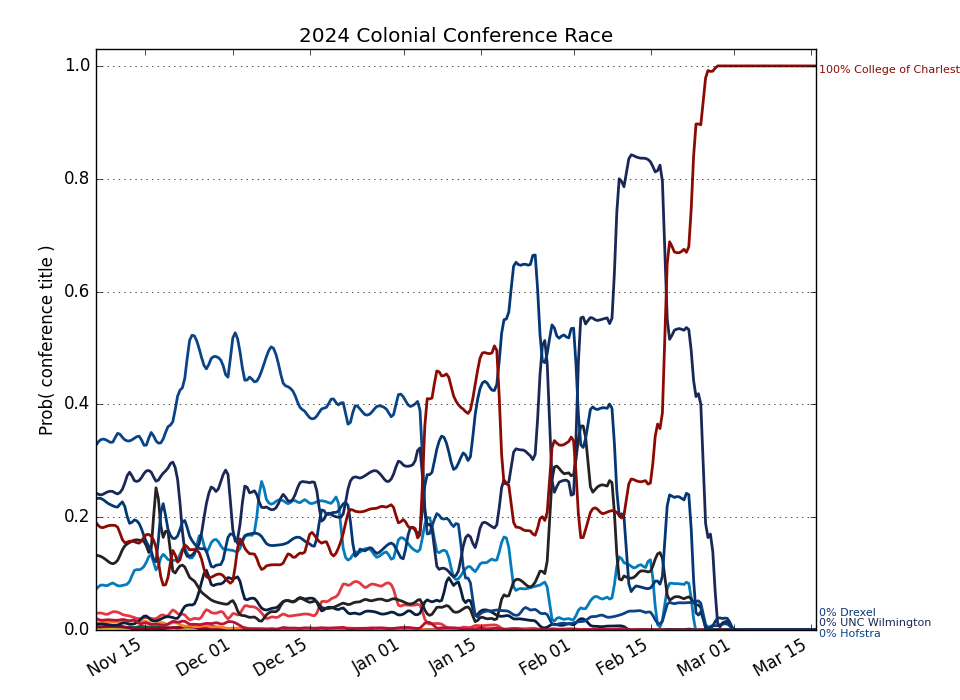 2024 Colonial Conference Race
Prob( conference title )
1.0
0.8
0.6
0.4
0.2
0.0
Nov 15
Dec 01
Dec 15
Jan 01
Jan 15
Feb 01
Feb 15
Mar 01
Mar 15
100% College of Charlest
0% Drexel
0% UNC Wilmington
0% Hofstra